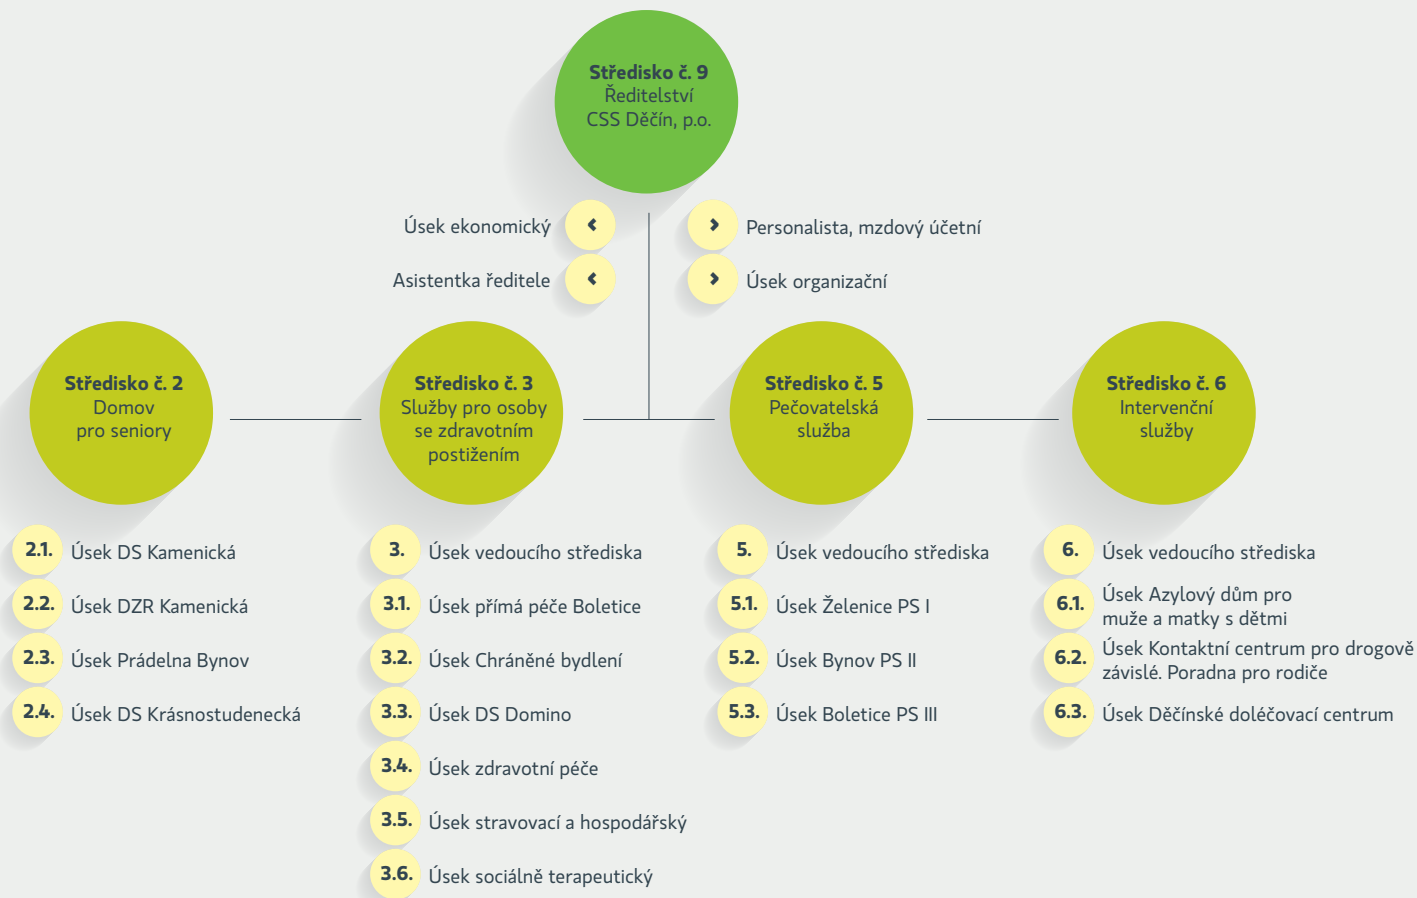 Středisko č. 9
Ředitelství
CSS Děčín, p.o.
Úsek ekonomický
Personalista, mzdový účetní
Asistentka ředitele
Úsek organizační
Středisko č. 2
Domov
pro seniory
Středisko č. 3
Služby pro osoby
se zdravotním
postižením
Středisko č. 5
Pečovatelská
služba
Středisko č. 6
Intervenční
služby
2.1. Úsek DS Kamenická
2.2. Úsek DZR Kamenická
2.3. Úsek Prádelna Bynov
2.4. Úsek DS Krásnostudenecká
3. Úsek vedoucího střediska
3.1. Úsek přímá péče Boletice
3.2. Úsek Chráněné bydlení
3.3. Úsek DS Domino
3.4. Úsek zdravotní péče
3.5. Úsek stravovací a hospodářský
3.6. Úsek sociálně terapeutický
5. Úsek vedoucího střediska
5.1. Úsek Želenice PS I
5.2. Úsek Bynov PS II
5.3. Úsek Boletice PS III
6. Úsek vedoucího střediska
6.1. Úsek Azylový dům pro
muže a matky s dětmi
6.2. Úsek Kontaktní centrum pro drogově
závislé. Poradna pro rodiče
6.3. Úsek Děčínské doléčovací centrum